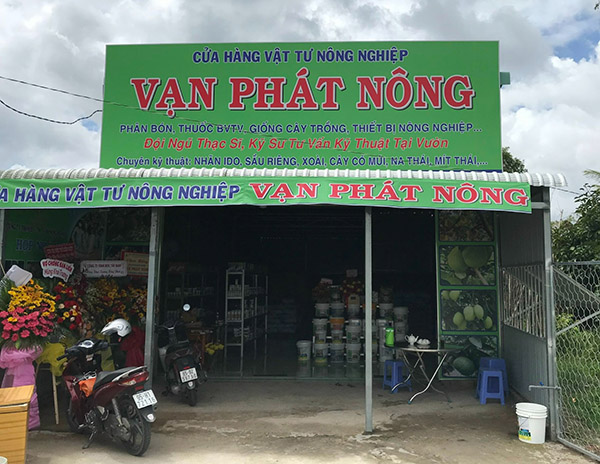 CỬA HÀNG VẬT TƯ NÔNG NGHIỆP
VẠN PHÁT NÔNG
PHÂN BÓN, THUỐC BVTV, GIỐNG CÂY TRỒNG, THIẾT BỊ NÔNG NGHIỆP...
Đội Ngũ Thạc Sĩ, Kỹ Sư Tư Vấn Kỹ Thuật Tại Vườn
Chuyên kỹ thuật: NHÃN IDO, SẦU RIÊNG, XOÀI, CÂY CÓ MÚI, NA THÁI, MÍT THÁI,...
CỬA HÀNG VẬT TƯ NÔNG NGHIỆP VẠN PHÁT NÔNG